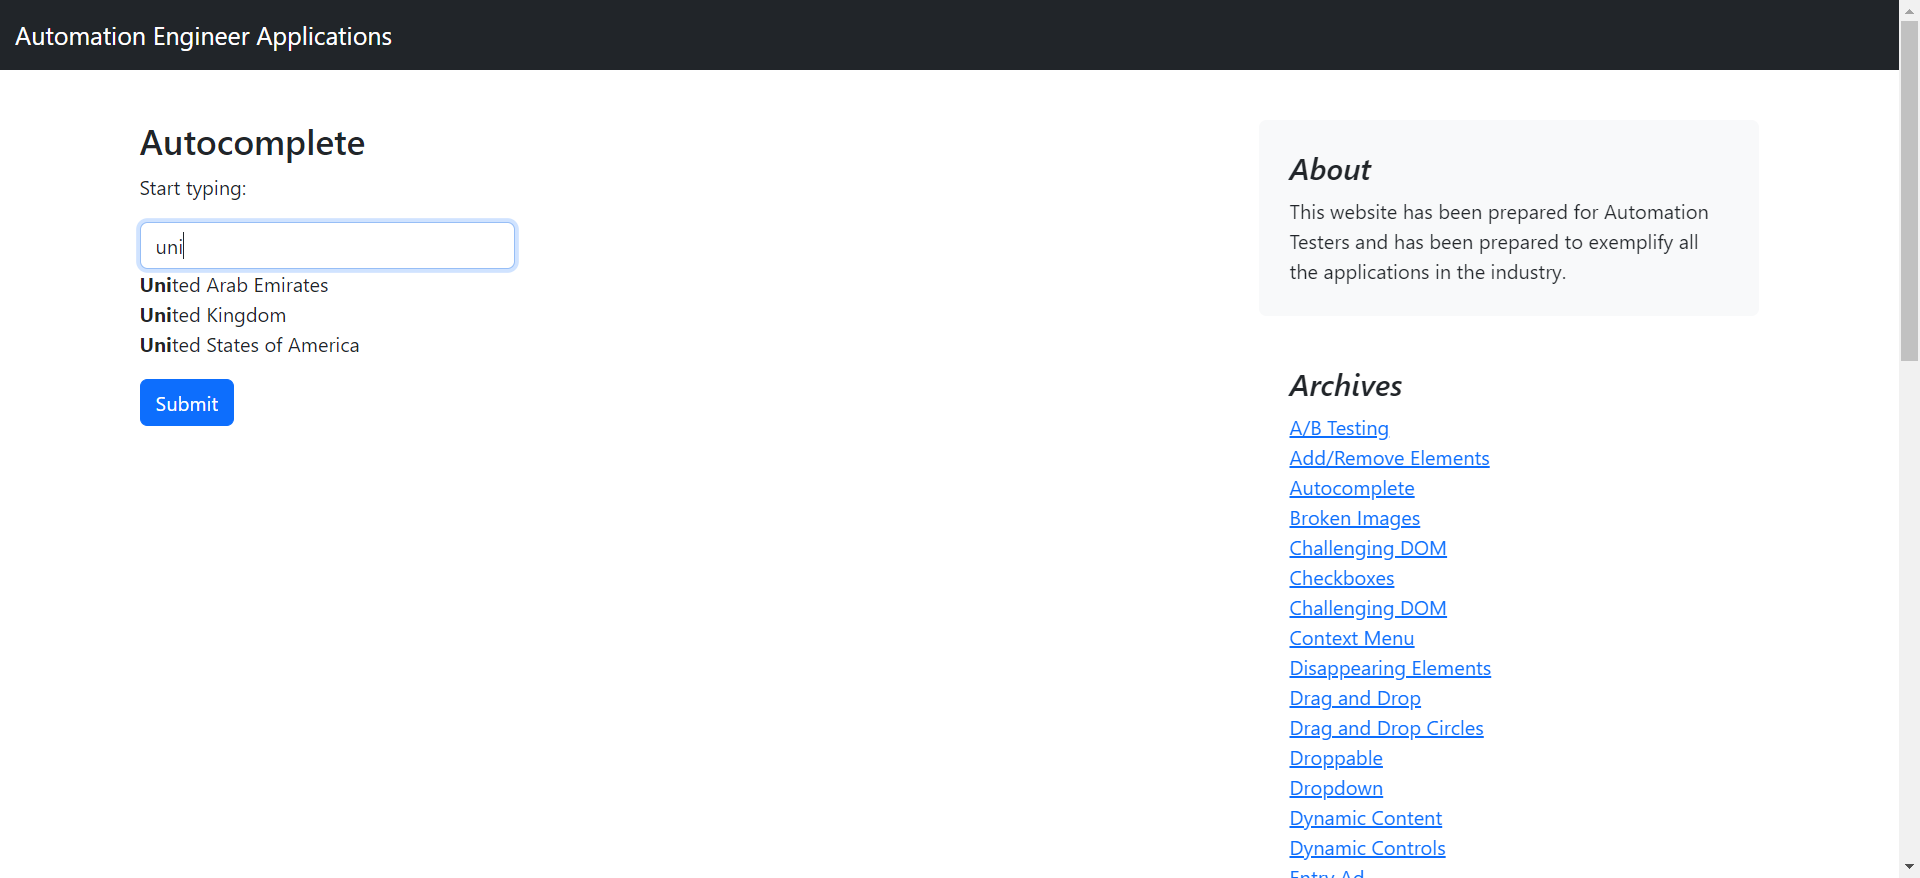 Automation Engineer Applications
Autocomplete
Start typing:
uni
United Arab Emirates
United Kingdom
United States of America
Submit
About
This website has been prepared for Automation
Testers and has been prepared to exemplify all
the applications in the industry.
Archives
A/B Testing
Add/Remove Elements
Autocomplete
Broken Images
Challenging DOM
Checkboxes
Challenging DOM
Context Menu
Disappearing Elements
Drag and Drop
Drag and Drop Circles
Droppable
Dropdown
Dynamic Content
Dynamic Controls
Entry Ad